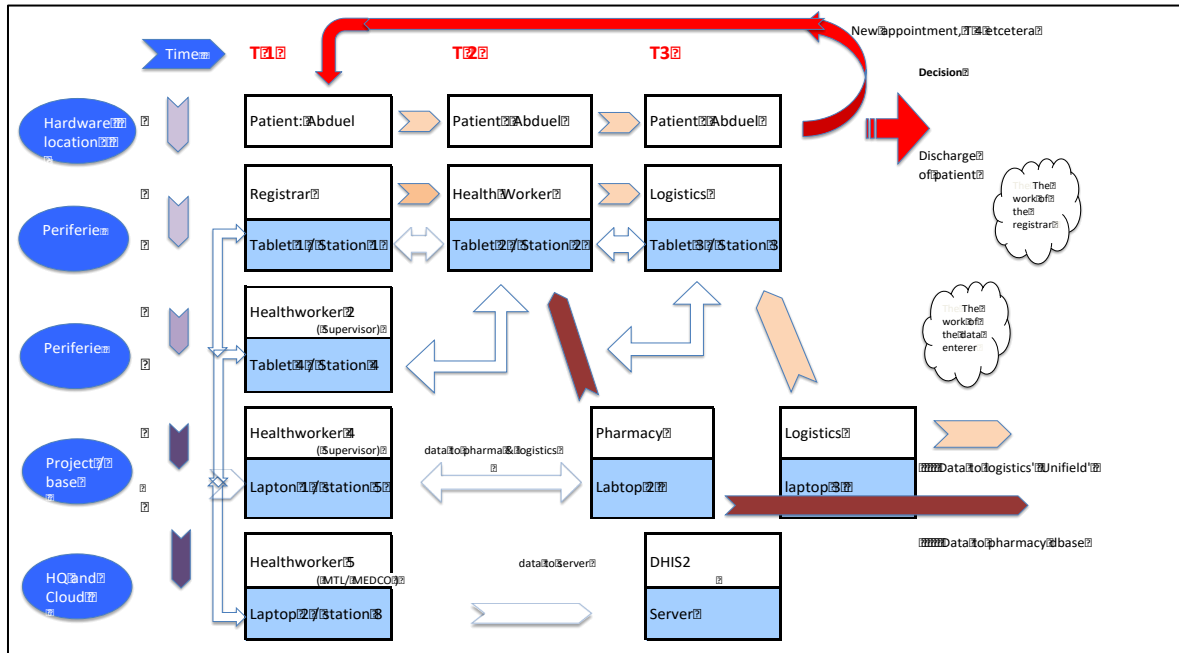 New appointment, T 4 etcetera
Time
T 1
T 2
T3
Decision
Hardware
location
Patient: Abduel
Patient Abduel
Patient Abduel
Discharge
of patient
Registrar
Health Worker
Logistics
The The
work of
the
registrar
Periferie
Tablet 1 / Station 1
Tablet 2 / Station 2
Tablet 3 / Station 3
Healthworker 2
( Supervisor)
The The
work of
the data
enterer
Periferie
Tablet 4 / Station 4
Healthworker 4
(Supervisor)
data to pharma & logistics
Pharmacy
Logistics
Project /
base
Lapton 1 / station 5
Labtop 2
laptop 3
Data to logistics' 'Unifield'
Data to pharmacy dbase
Healthworker 5
( MTL/ MEDCO )
data to server
DHIS2
HQ and
Cloud
Laptop 2 / Station 8
Server